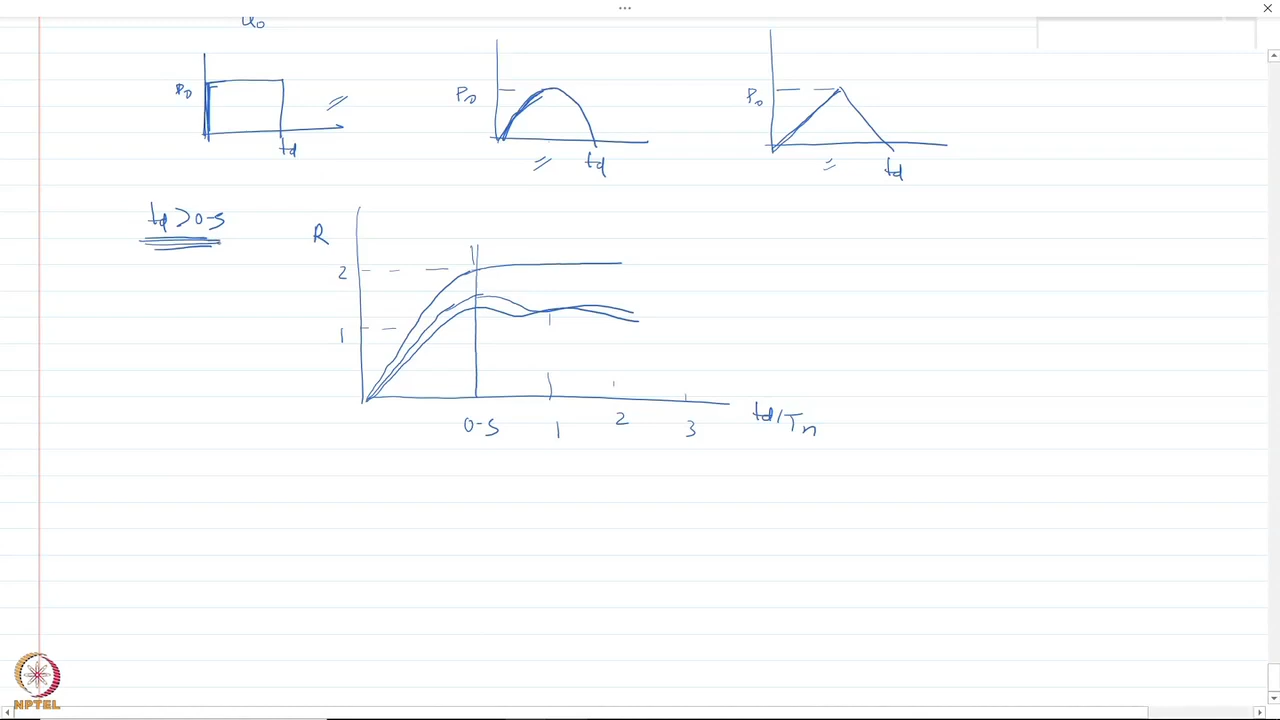 u₀
P₀ P₀ P₀
td td td
td > 0-5
R
2
1
0-5 1 2 3 td/Tn
NPTEL